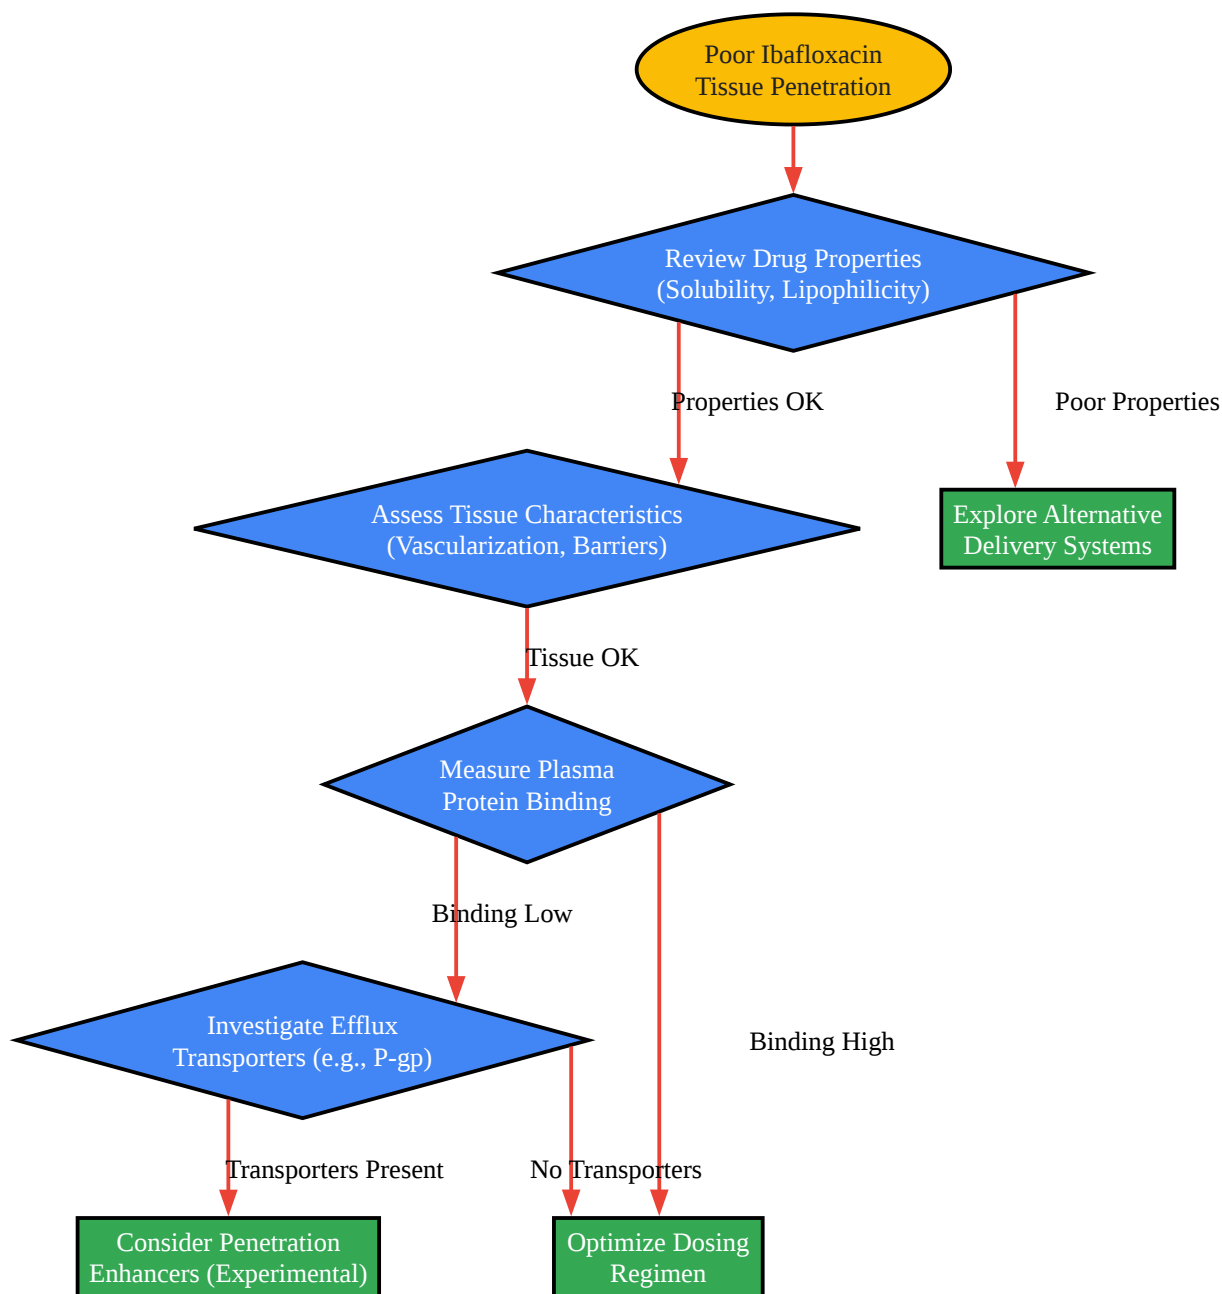 Poor Ibafloxacin
Tissue Penetration
Review Drug Properties
(Solubility, Lipophilicity)
Properties OK
Poor Properties
Explore Alternative
Delivery Systems
Assess Tissue Characteristics
(Vascularization, Barriers)
Tissue OK
Measure Plasma
Protein Binding
Binding Low
Binding High
Investigate Efflux
Transporters (e.g., P-gp)
Transporters Present
No Transporters
Consider Penetration
Enhancers (Experimental)
Optimize Dosing
Regimen